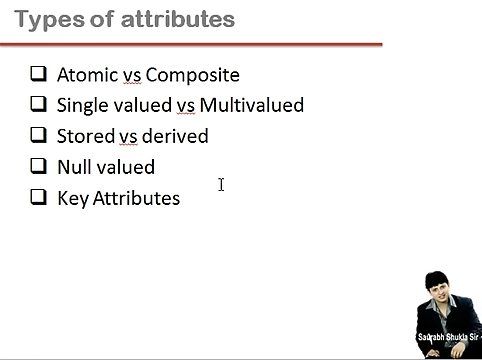 Types of attributes
Atomic vs Composite
Single valued vs Multivalued
Stored vs derived
Null valued
Key Attributes
Saurabh Shukla Sir